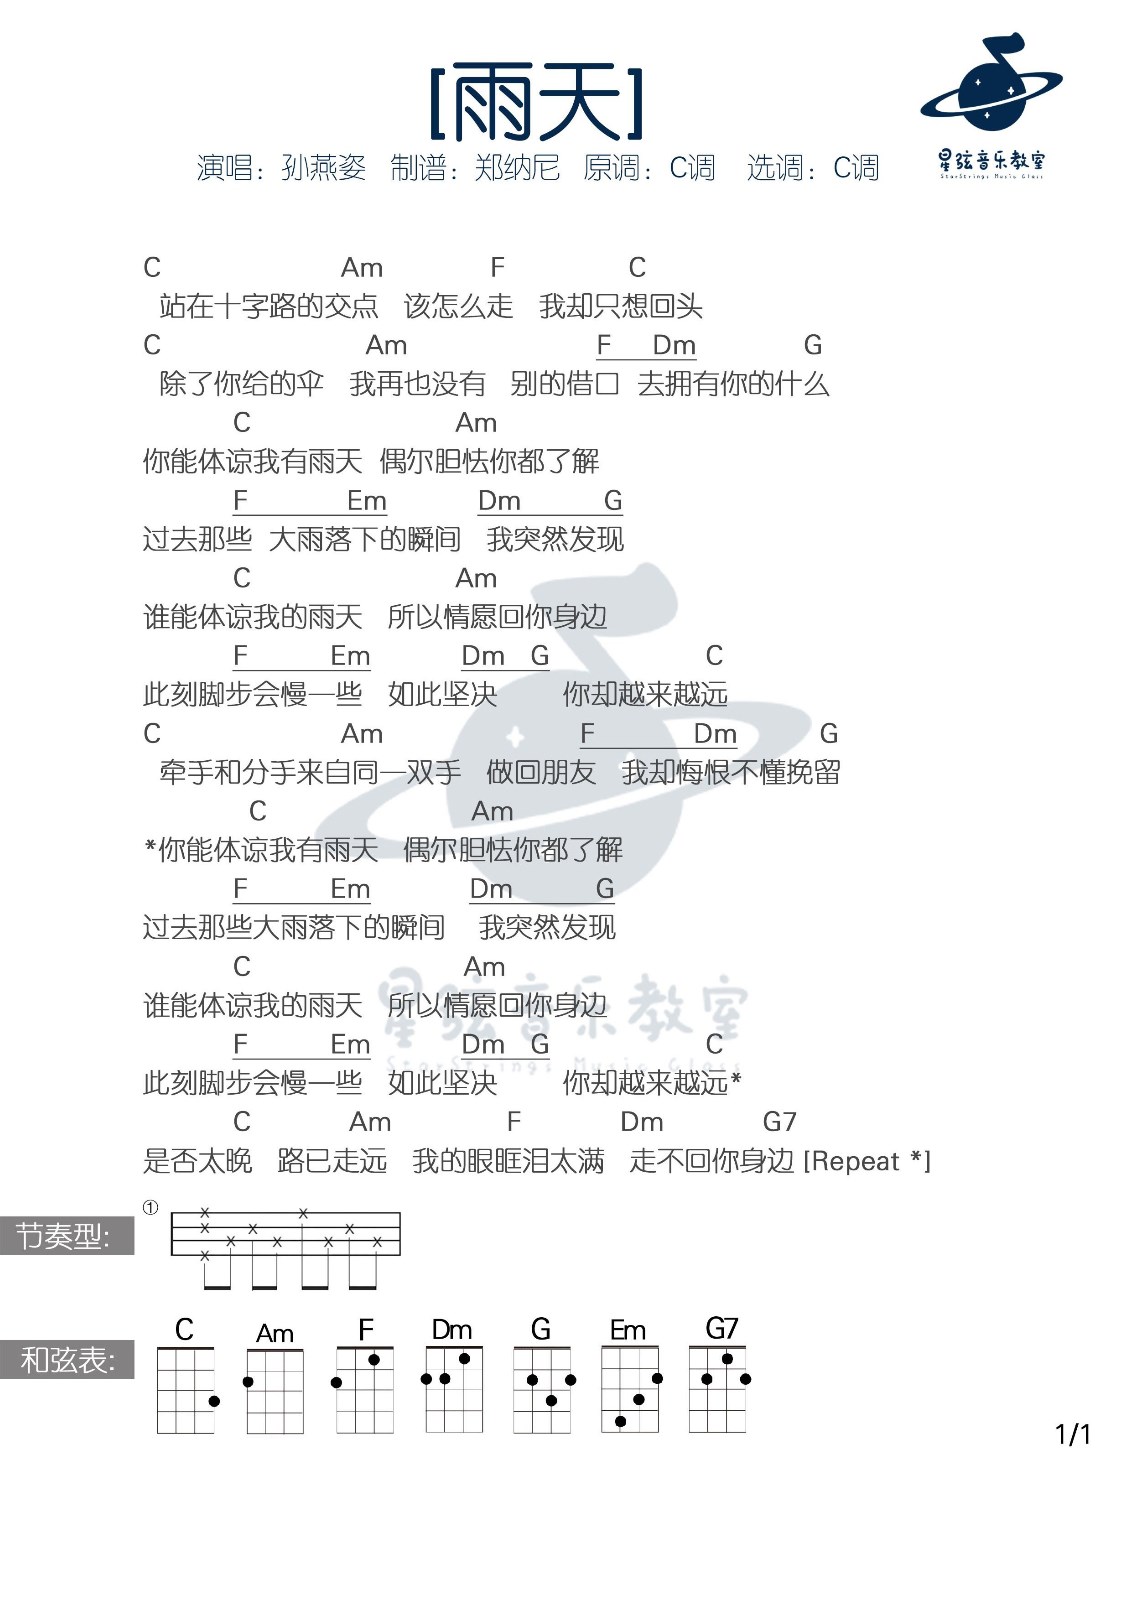 [雨天]
演唱：孙燕姿 制谱：郑纳尼 原调：C调 选调：C调
星弦音乐教室
StarStrings Music Glass
C Am F C
站在十字路的交点 该怎么走 我却只想回头
C Am F Dm G
除了你给的伞 我再也没有 别的借口 去拥有你的什么
C Am
你能体谅我有雨天 偶尔胆怯你都了解
F Em Dm G
过去那些 大雨落下的瞬间 我突然发现
C Am
谁能体谅我的雨天 所以情愿回你身边
F Em Dm G C
此刻脚步会慢一些 如此坚决 你却越来越远
C Am F Dm G
牵手和分手来自同一双手 做回朋友 我却悔恨不懂挽留
C Am
*你能体谅我有雨天 偶尔胆怯你都了解
F Em Dm G
过去那些大雨落下的瞬间 我突然发现
C Am
谁能体谅我的雨天 所以情愿回你身边
星弦音乐教室
F Em Dm G C
StarStrings Music Glass
此刻脚步会慢一些 如此坚决 你却越来越远*
C Am F Dm G7
是否太晚 路已走远 我的眼眶泪太满 走不回你身边 [Repeat *]
①
节奏型:
C Am F Dm G Em G7
和弦表:
1/1